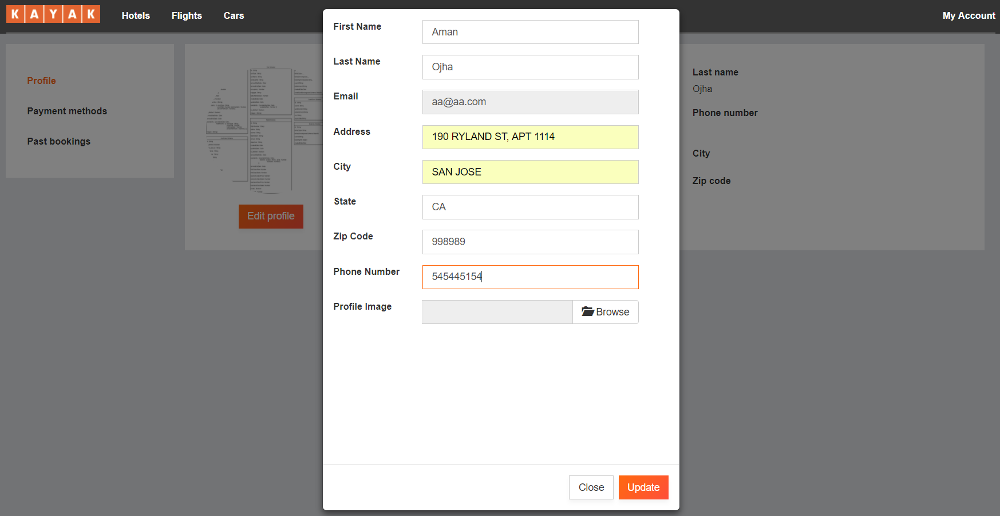 KAYAK Hotels Flights Cars My Account
Profile
Payment methods
Past bookings
Edit profile
First Name Aman
Last Name Ojha
Email aa@aa.com
Address 190 RYLAND ST, APT 1114
City SAN JOSE
State CA
Zip Code 998989
Phone Number 545445154
Profile Image Browse
Close Update
Last name
Ojha
Phone number
City
Zip code